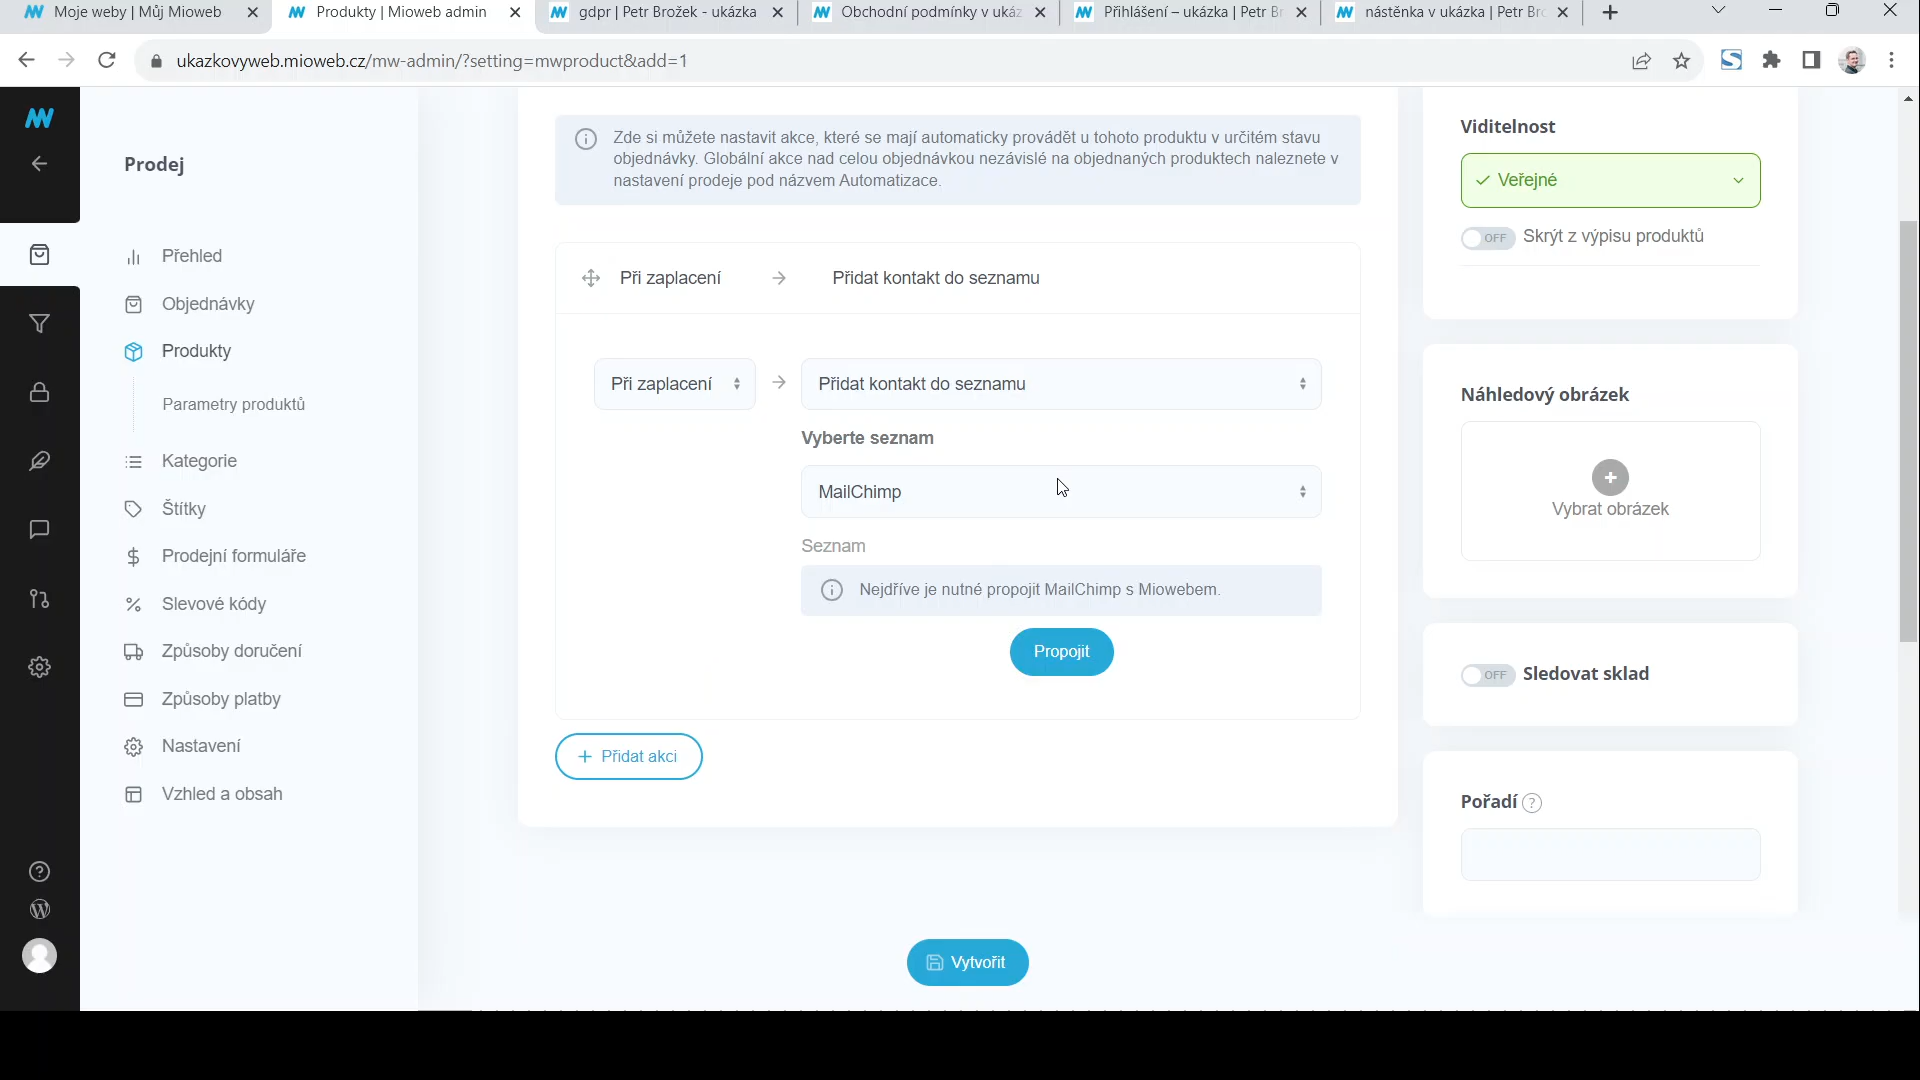 Moje weby | Můj Mioweb
Produkty | Mioweb admin
gdpr | Petr Brožek - ukázka
Obchodní podmínky v ukáz
Přihlášení – ukázka | Petr Br
nástěnka v ukázka | Petr Bro
ukazkovyweb.mioweb.cz/mw-admin/?setting=mwproduct&add=1
Prodej
Přehled
Objednávky
Produkty
Parametry produktů
Kategorie
Štítky
Prodejní formuláře
Slevové kódy
Způsoby doručení
Způsoby platby
Nastavení
Vzhled a obsah
Zde si můžete nastavit akce, které se mají automaticky provádět u tohoto produktu v určitém stavu
objednávky. Globální akce nad celou objednávkou nezávislé na objednaných produktech naleznete v
nastavení prodeje pod názvem Automatizace.
Při zaplacení
Přidat kontakt do seznamu
Při zaplacení
Přidat kontakt do seznamu
Vyberte seznam
MailChimp
Seznam
Nejdříve je nutné propojit MailChimp s Miowebem.
Propojit
Přidat akci
Vytvořit
Viditelnost
Veřejné
OFF Skrýt z výpisu produktů
Náhledový obrázek
Vybrat obrázek
OFF Sledovat sklad
Pořadí ?